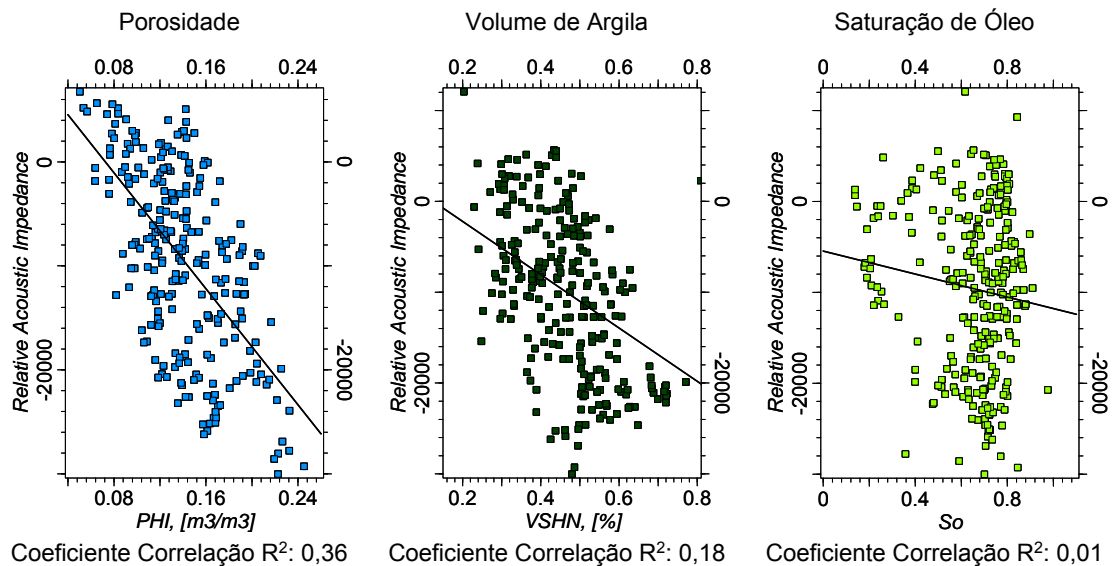 Porosidade
0.08 0.16 0.24
Relative Acoustic Impedance
0
-20000
0
-20000
0.08 0.16 0.24
PHI, [m3/m3]
Coeficiente Correlação R²: 0,36
Volume de Argila
0.2 0.4 0.6 0.8
Relative Acoustic Impedance
0
-20000
0
-20000
0.2 0.4 0.6 0.8
VSHN, [%]
Coeficiente Correlação R²: 0,18
Saturação de Óleo
0 0.4 0.8
Relative Acoustic Impedance
0
-20000
0
-20000
0 0.4 0.8
So
Coeficiente Correlação R²: 0,01